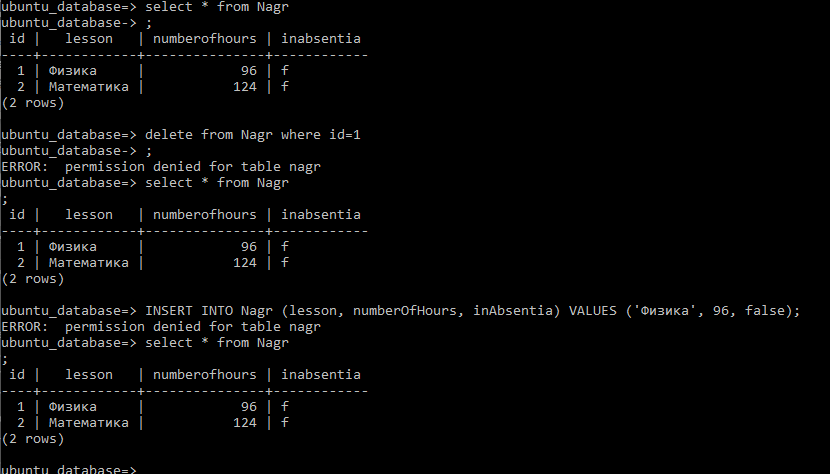 ubuntu_database=> select * from Nagr
ubuntu_database-> ;
 id |   lesson   | numberofhours | inabsentia
----+------------+---------------+------------
  1 | Физика     |            96 | f
  2 | Математика |           124 | f
(2 rows)

ubuntu_database=> delete from Nagr where id=1
ubuntu_database-> ;
ERROR:  permission denied for table nagr
ubuntu_database=> select * from Nagr
;
 id |   lesson   | numberofhours | inabsentia
----+------------+---------------+------------
  1 | Физика     |            96 | f
  2 | Математика |           124 | f
(2 rows)

ubuntu_database=> INSERT INTO Nagr (lesson, numberOfHours, inAbsentia) VALUES ('Физика', 96, false);
ERROR:  permission denied for table nagr
ubuntu_database=> select * from Nagr
;
 id |   lesson   | numberofhours | inabsentia
----+------------+---------------+------------
  1 | Физика     |            96 | f
  2 | Математика |           124 | f
(2 rows)

ubuntu_database=>